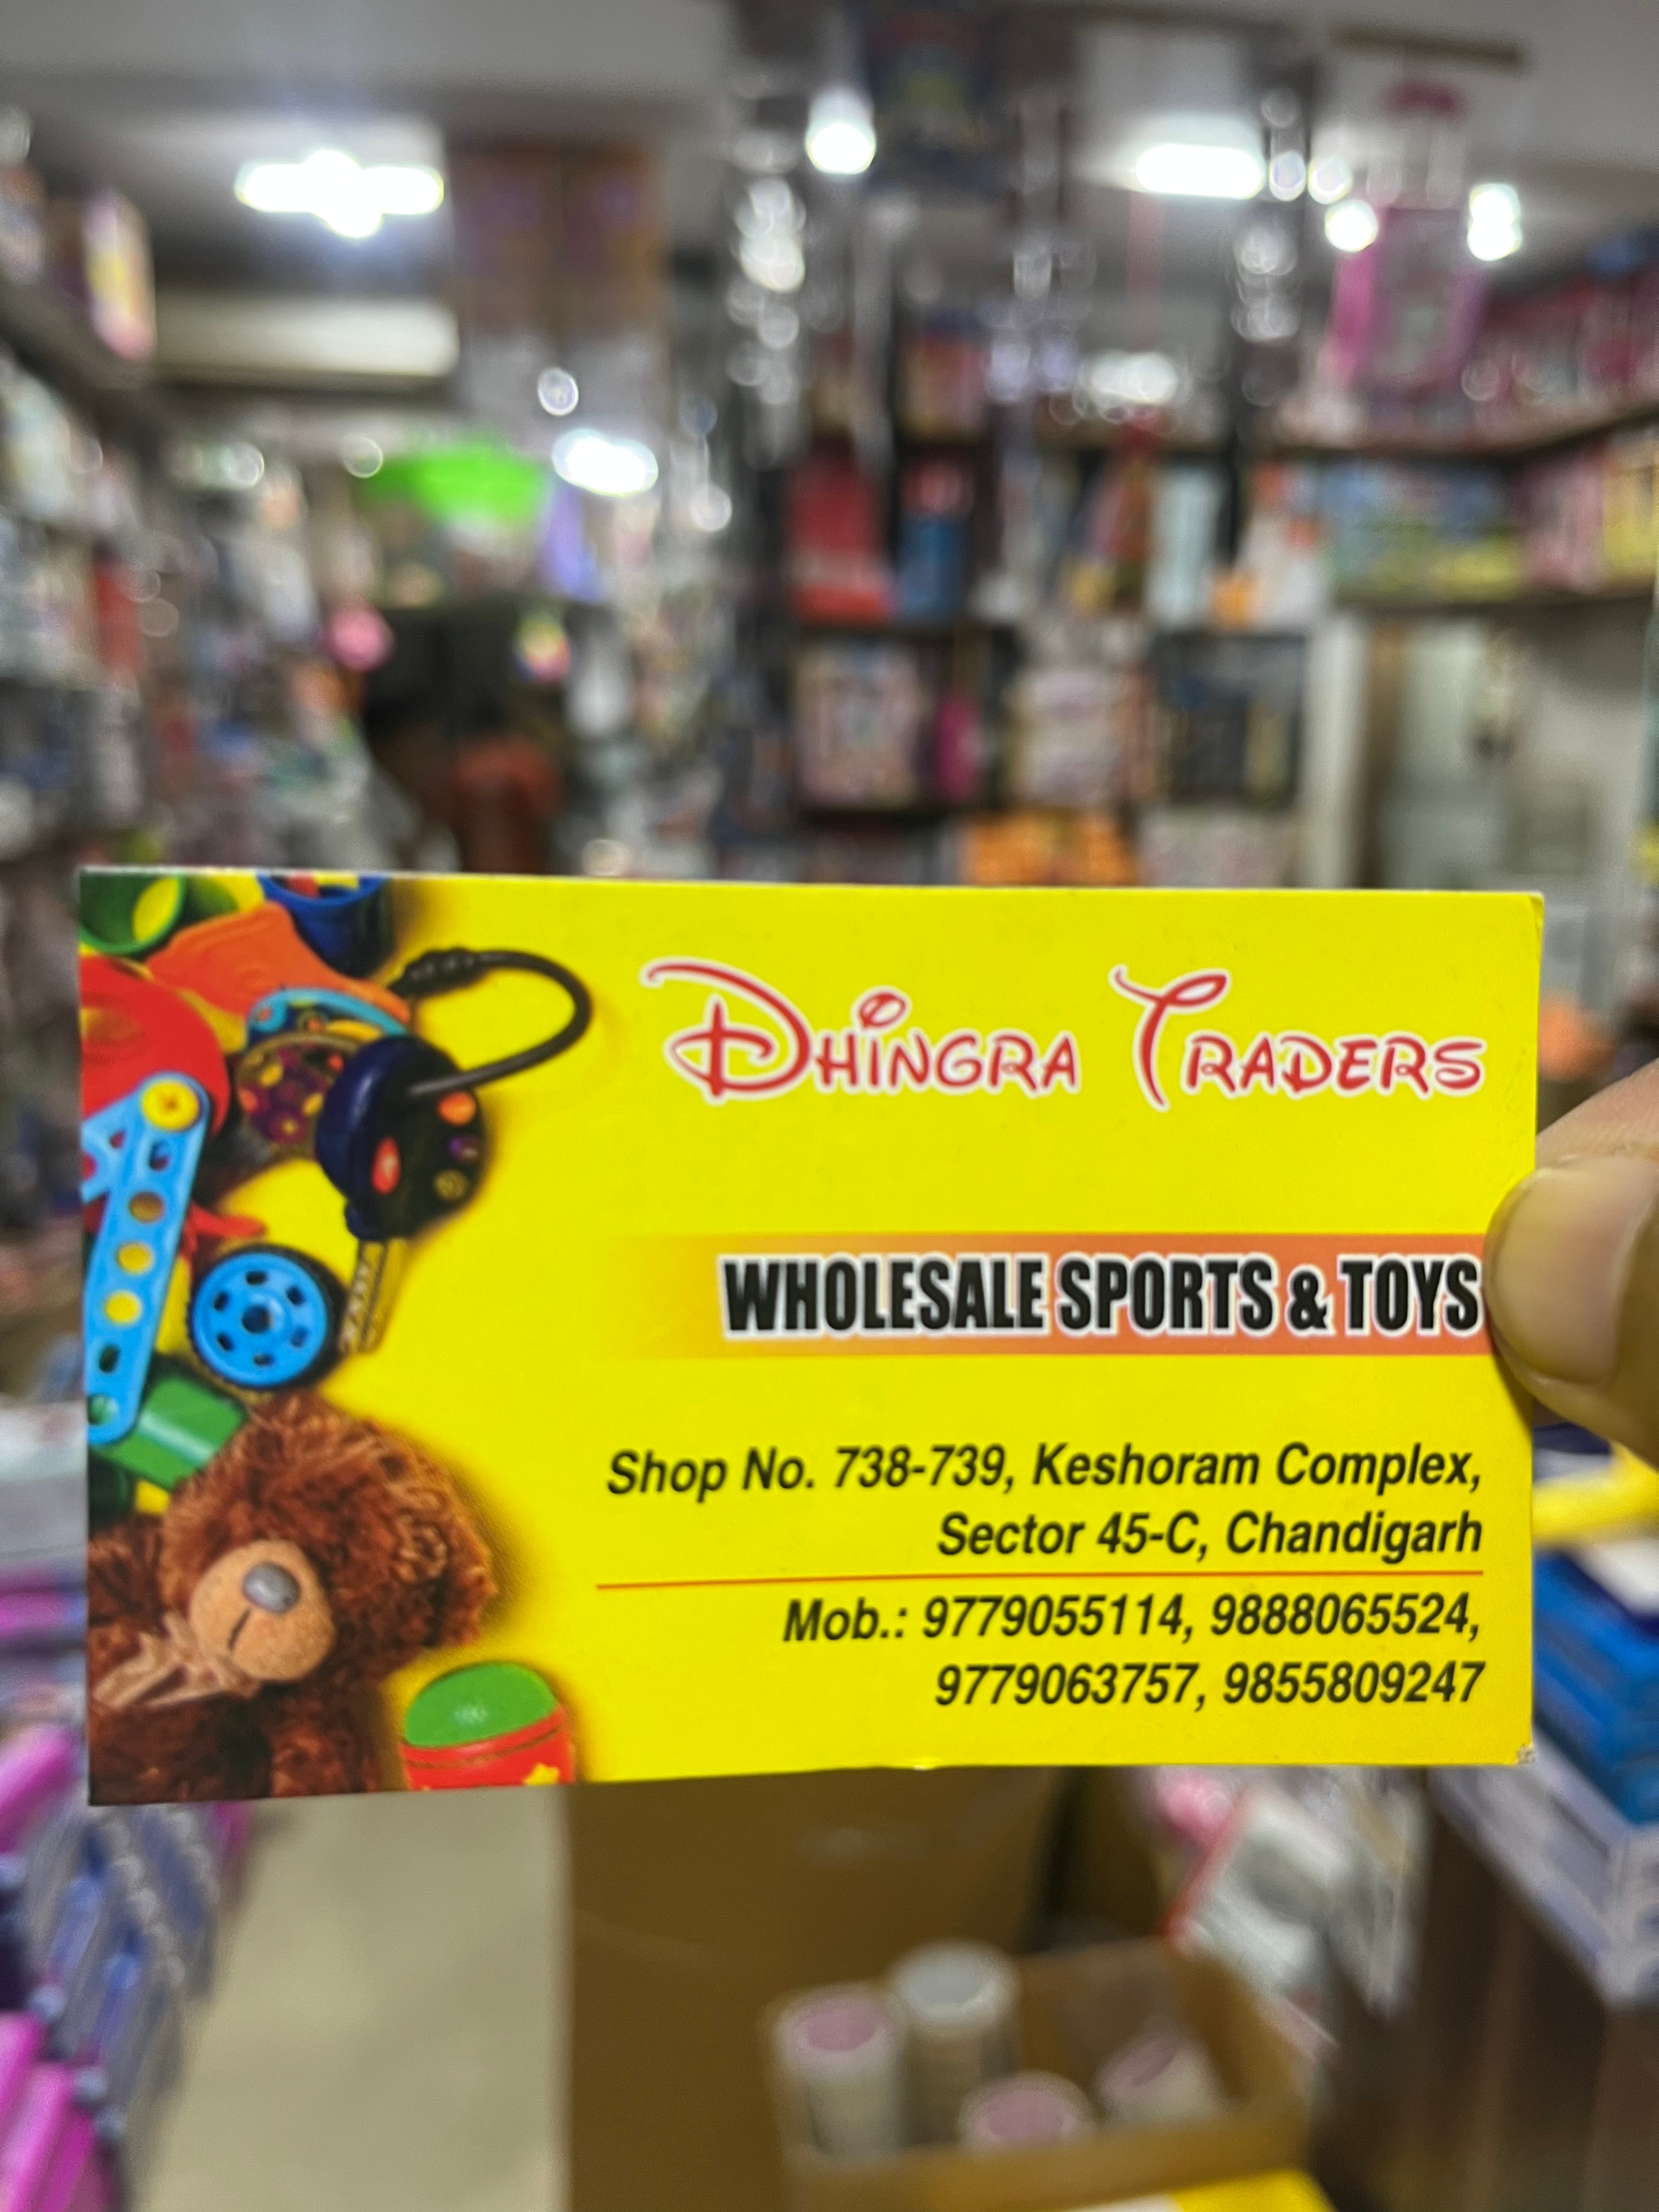 DHINGRA TRADERS
WHOLESALE SPORTS & TOYS
Shop No. 738-739, Keshoram Complex,
Sector 45-C, Chandigarh
Mob.: 9779055114, 9888065524,
9779063757, 9855809247